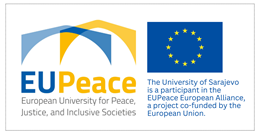 EUPeace
European University for Peace,
Justice, and Inclusive Societies
The University of Sarajevo
is a participant in the
EUPeace European Alliance,
a project co-funded by the
European Union.